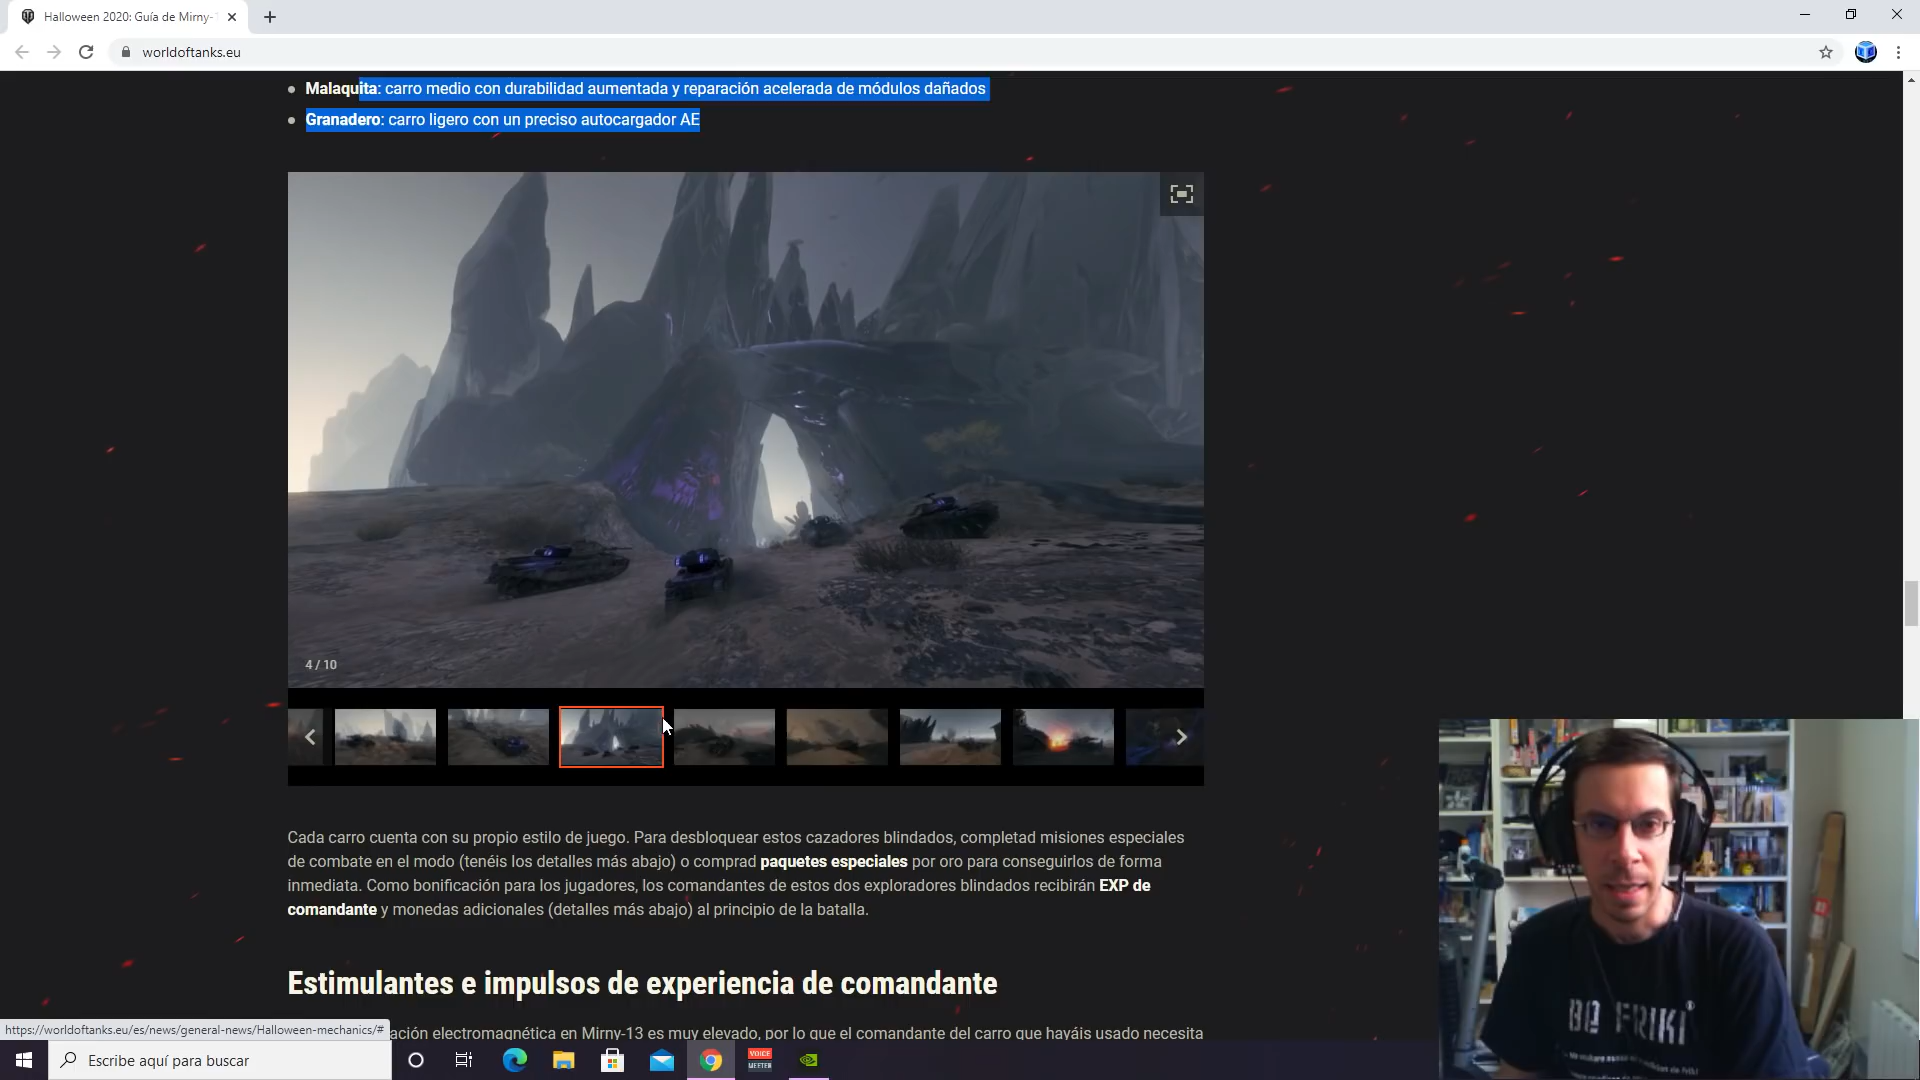 Halloween 2020: Guía de Mirny-
worldoftanks.eu
Malaquita: carro medio con durabilidad aumentada y reparación acelerada de módulos dañados
Granadero: carro ligero con un preciso autocargador AE
4 / 10
Cada carro cuenta con su propio estilo de juego. Para desbloquear estos cazadores blindados, completad misiones especiales
de combate en el modo (tenéis los detalles más abajo) o comprad paquetes especiales por oro para conseguirlos de forma
inmediata. Como bonificación para los jugadores, los comandantes de estos dos exploradores blindados recibirán EXP de
comandante y monedas adicionales (detalles más abajo) al principio de la batalla.
Estimulantes e impulsos de experiencia de comandante
ación electromagnética en Mirny-13 es muy elevado, por lo que el comandante del carro que hayáis usado necesita
https://worldoftanks.eu/es/news/general-news/Halloween-mechanics/#
Escribe aquí para buscar
VOICE
MEETER
BE FRIKI